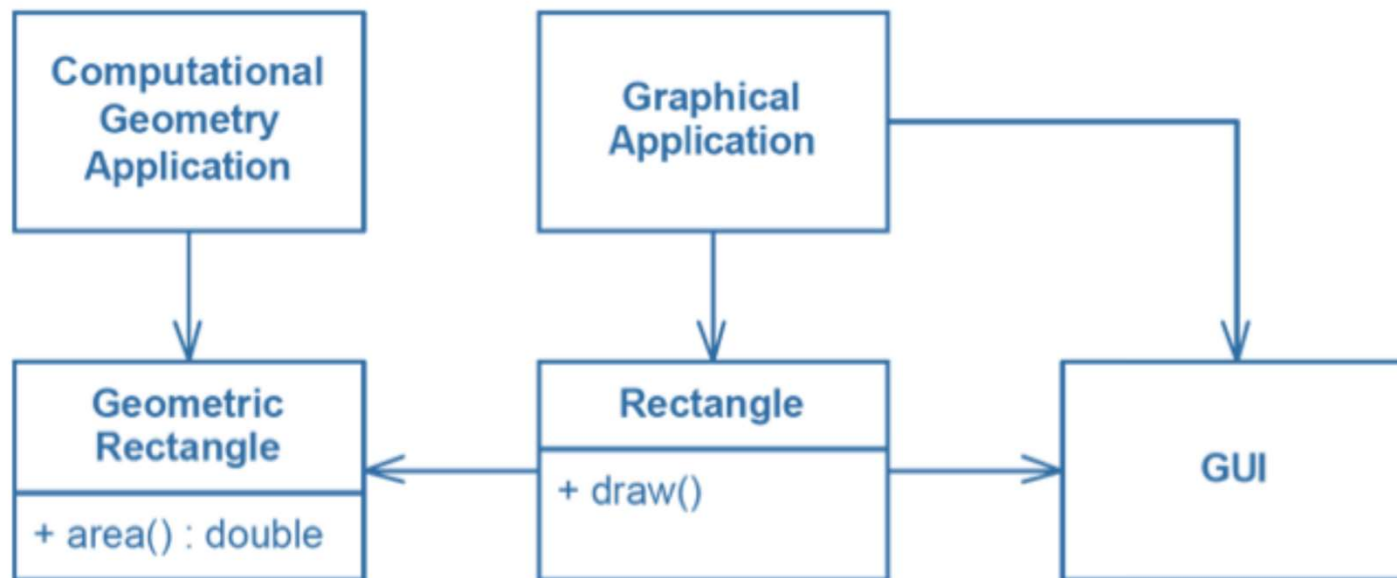 Computational
Geometry
Application
Graphical
Application
Geometric
Rectangle
+ area() : double
Rectangle
+ draw()
GUI